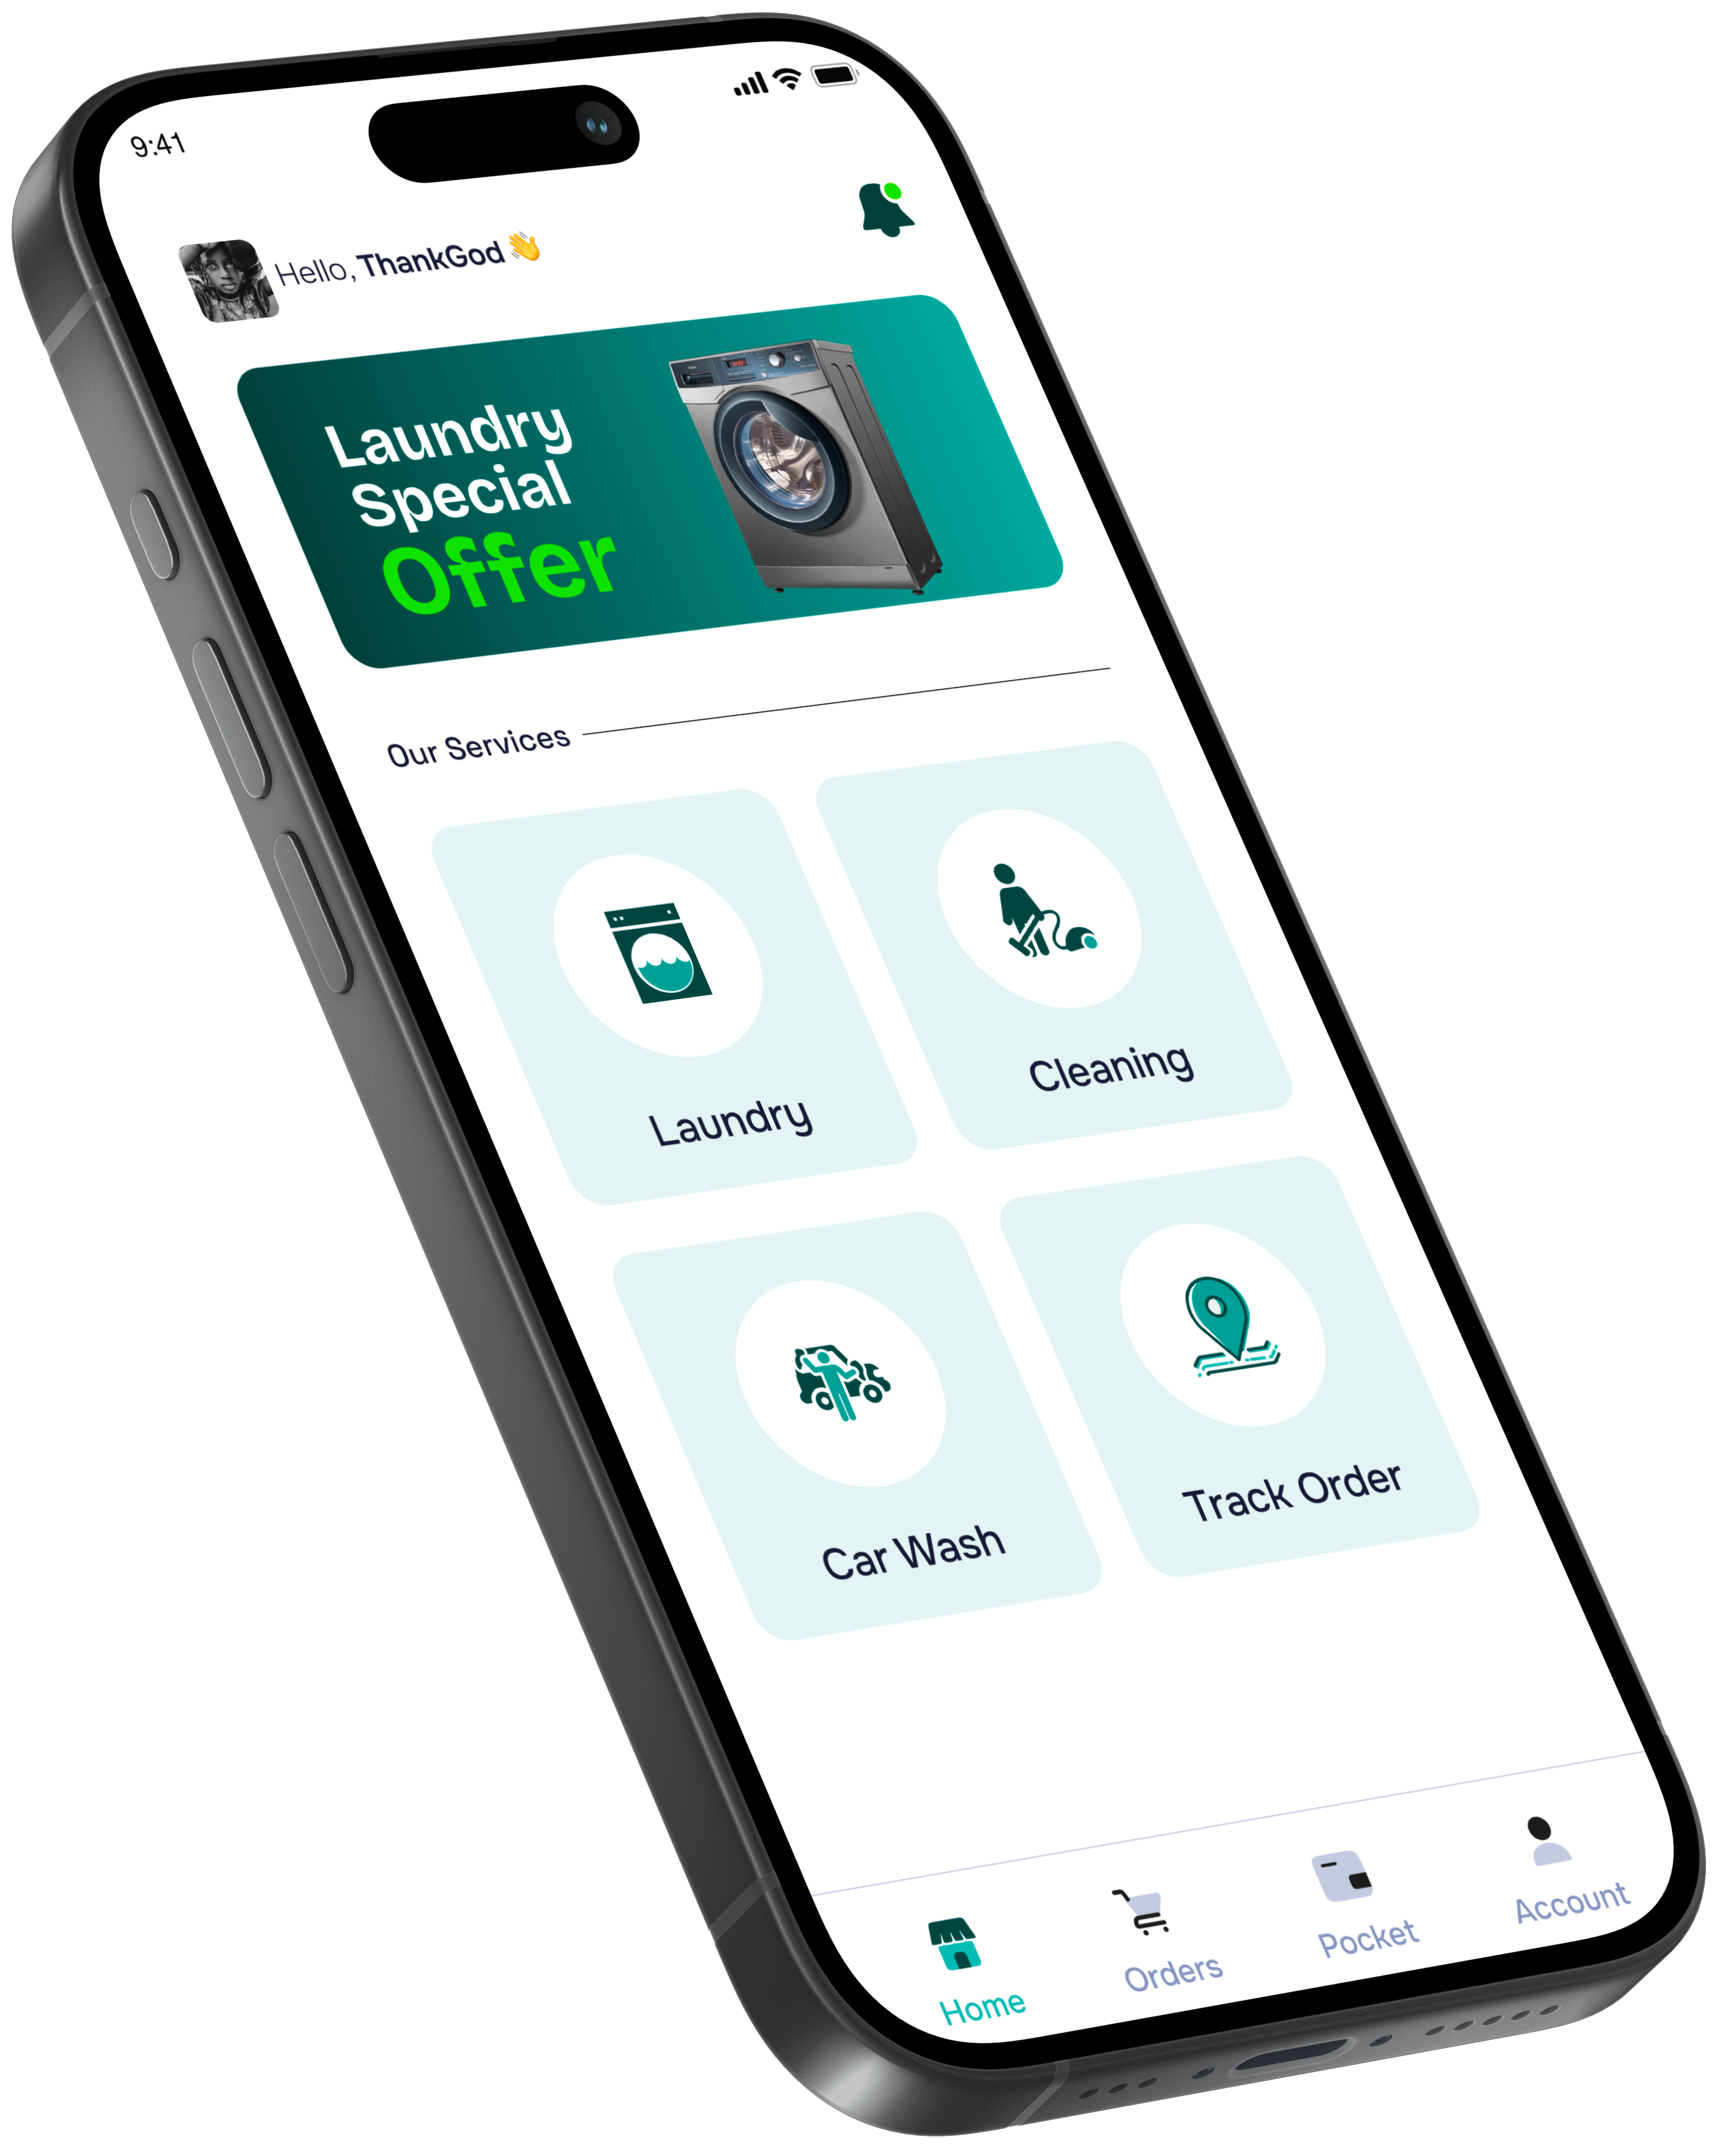 9:41
Hello, ThankGod👋
Laundry
Special
Offer
Our Services
Laundry
Cleaning
Car Wash
Track Order
Home
Orders
Pocket
Account